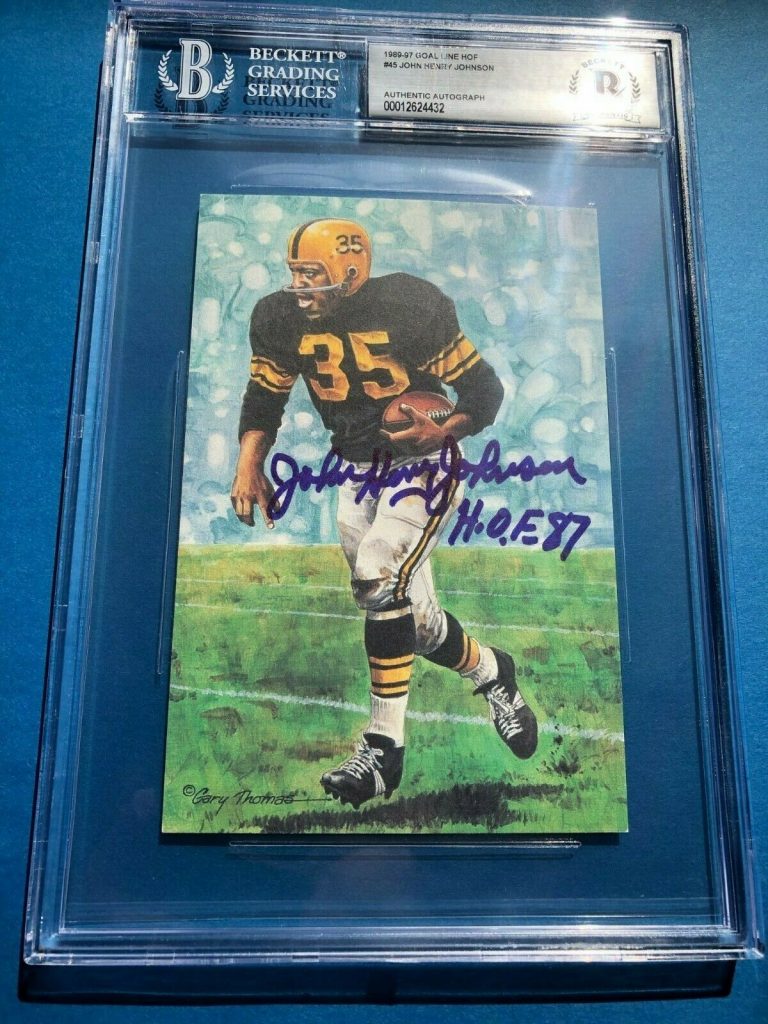 BECKETT®
GRADING
SERVICES
B
1989-97 GOAL LINE HOF
#45 JOHN HENRY JOHNSON
AUTHENTIC AUTOGRAPH
00012624432
35
35
John Henry Johnson
H.O.F. 87
© Gary Thomas